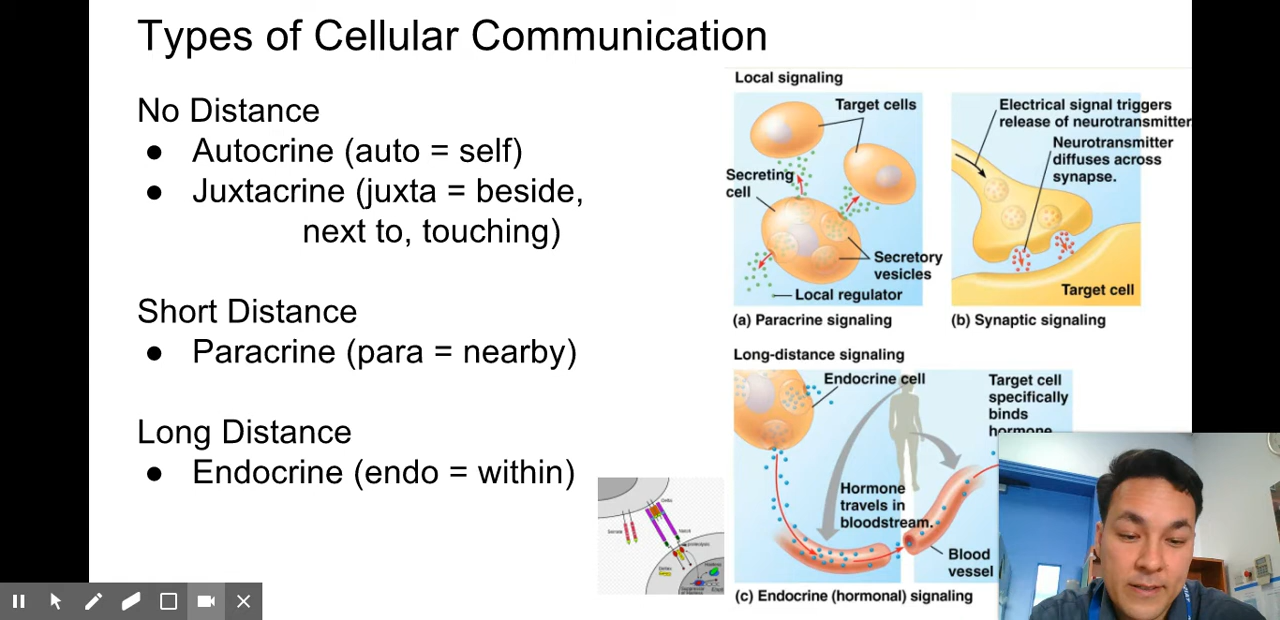 Types of Cellular Communication
No Distance
● Autocrine (auto = self)
● Juxtacrine (juxta = beside,
next to, touching)
Short Distance
● Paracrine (para = nearby)
Long Distance
● Endocrine (endo = within)
Local signaling
Target cells
Secreting
cell
Secretory
vesicles
Local regulator
(a) Paracrine signaling
Electrical signal triggers
release of neurotransmitter
Neurotransmitter
diffuses across
synapse.
Target cell
(b) Synaptic signaling
Long-distance signaling
Endocrine cell
Target cell
specifically
binds
hormone
Hormone
travels in
bloodstream.
Blood
vessel
(c) Endocrine (hormonal) signaling
Delta
Notch